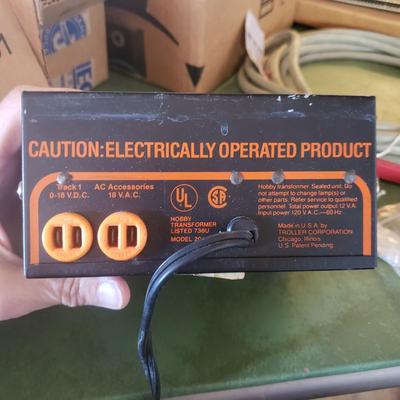 CAUTION: ELECTRICALLY OPERATED PRODUCT
Track 1
0-18 V.D.C.
AC Accessories
18 V.A.C.
UL
HOBBY
TRANSFORMER
LISTED 736U
MODEL
Hobby transformer. Sealed unit. Do
not attempt to change lamp(s) or
other parts. Refer service to qualified
personnel. Total power output 12 V.A.
Input power 120 V.A.C.—60 Hz
Made in U.S.A. by
TROLLER CORPORATION
Chicago, Illinois.
U.S. Patent Pending.